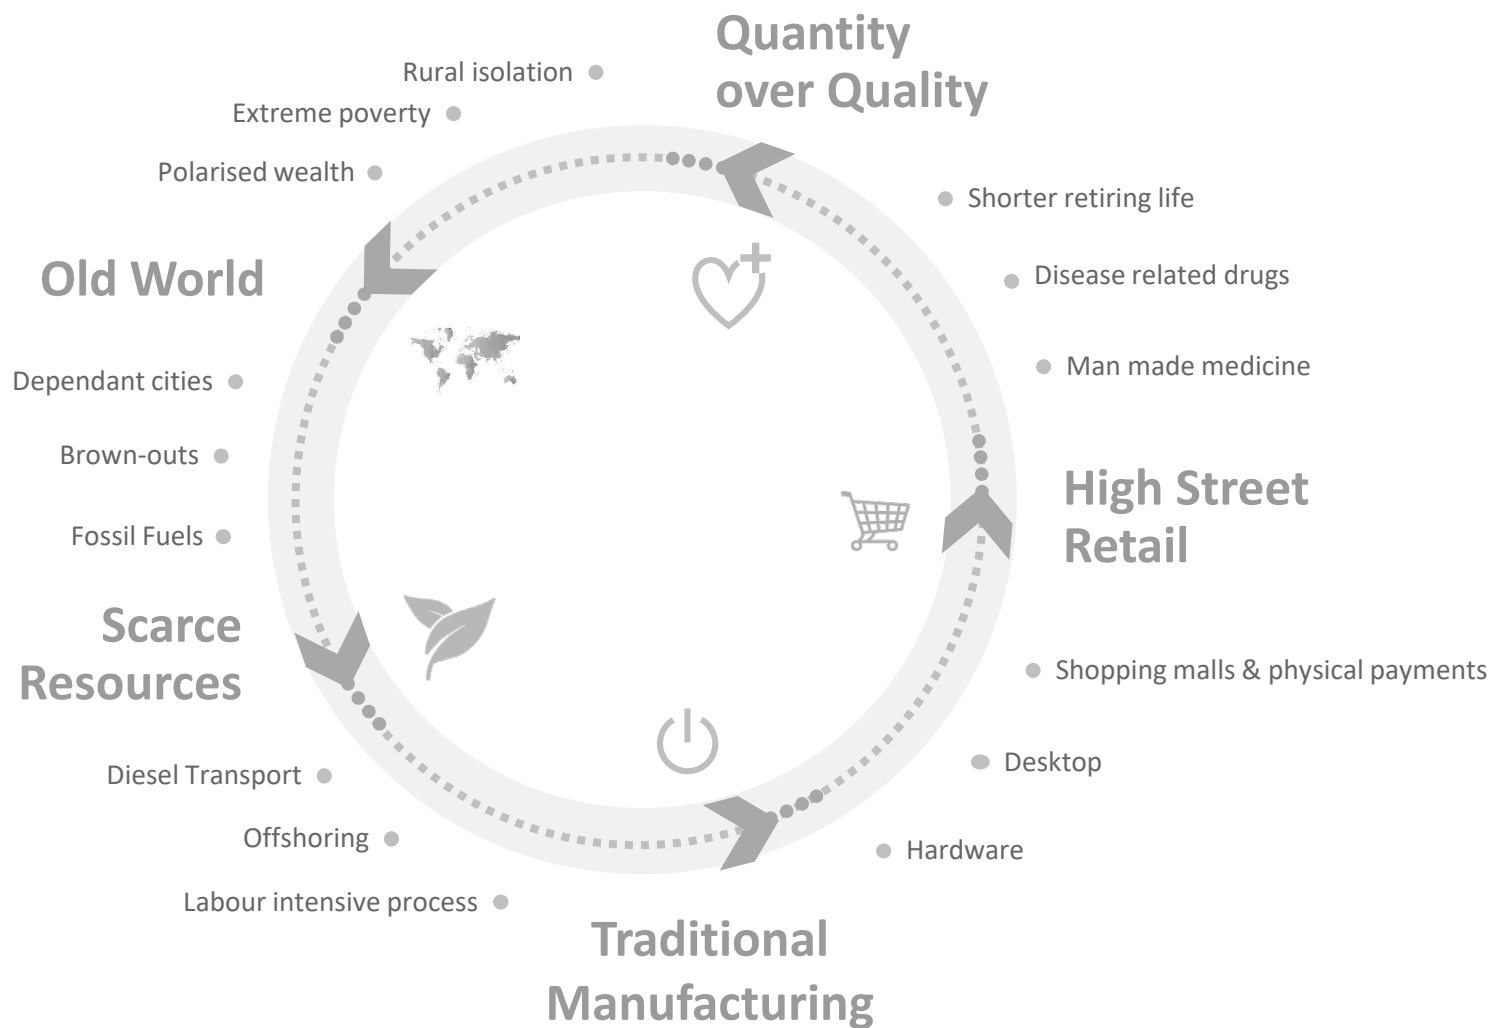 Quantity
over Quality
Rural isolation
Extreme poverty
Polarised wealth
Shorter retiring life
Disease related drugs
Man made medicine
Old World
Dependant cities
Brown-outs
Fossil Fuels
High Street
Retail
Scarce
Resources
Shopping malls & physical payments
Desktop
Hardware
Diesel Transport
Offshoring
Labour intensive process
Traditional
Manufacturing